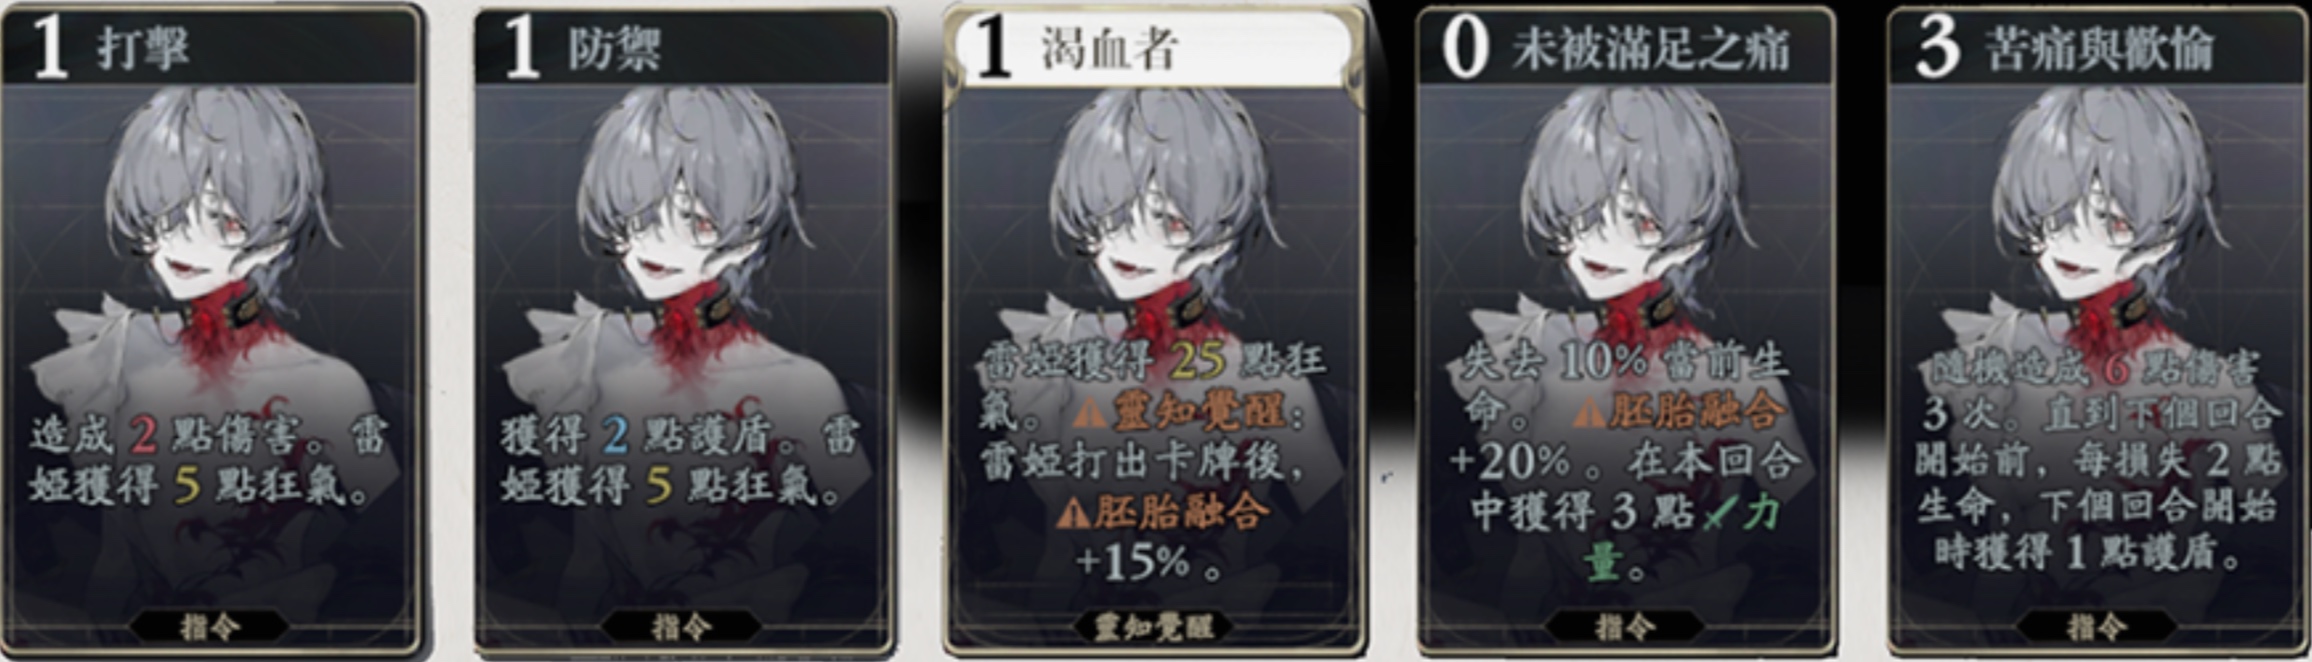 1 打擊
造成 2 點傷害。雷
婭獲得 5 點狂氣。
指令
1 防禦
獲得 2 點護盾。雷
婭獲得 5 點狂氣。
指令
1 渴血者
雷婭獲得 25 點狂
氣。靈知覺醒:
雷婭打出卡牌後,
胚胎融合
+15% 。
靈知覺醒
0 未被滿足之痛
失去 10% 當前生
命。 胚胎融合
+20% 。在本回合
中獲得 3 點力
量。
指令
3 苦痛與歡愉
隨機造成 6 點傷害
3 次。直到下個回合
開始前,每損失 2 點
生命,下個回合開始
時獲得 1 點護盾。
指令